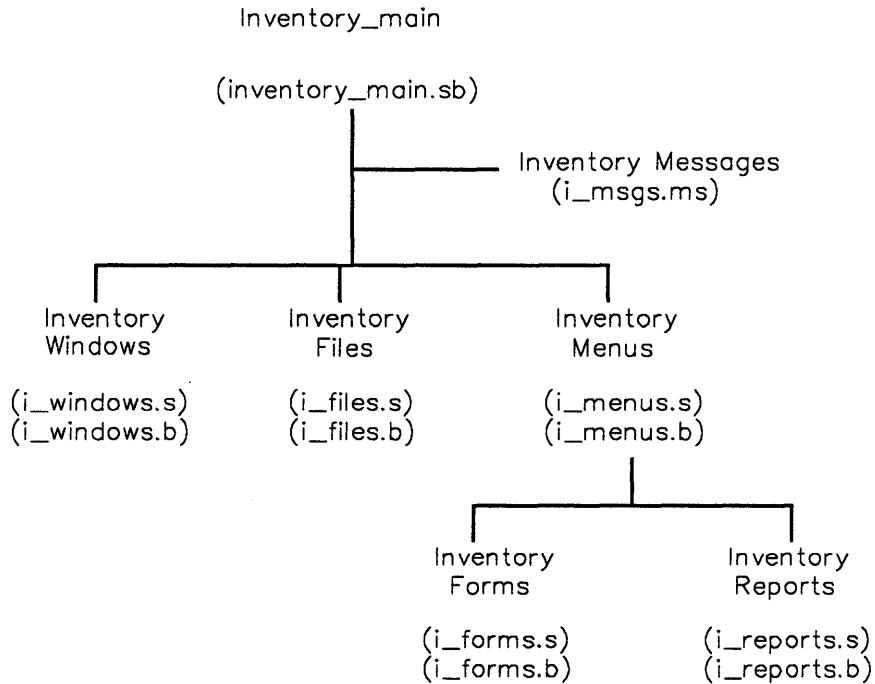 Inventory_main
(inventory_main.sb)
Inventory Messages
(i_msgs.ms)
Inventory
Windows
(i_windows.s)
(i_windows.b)
Inventory
Files
(i_files.s)
(i_files.b)
Inventory
Menus
(i_menus.s)
(i_menus.b)
Inventory
Forms
(i_forms.s)
(i_forms.b)
Inventory
Reports
(i_reports.s)
(i_reports.b)